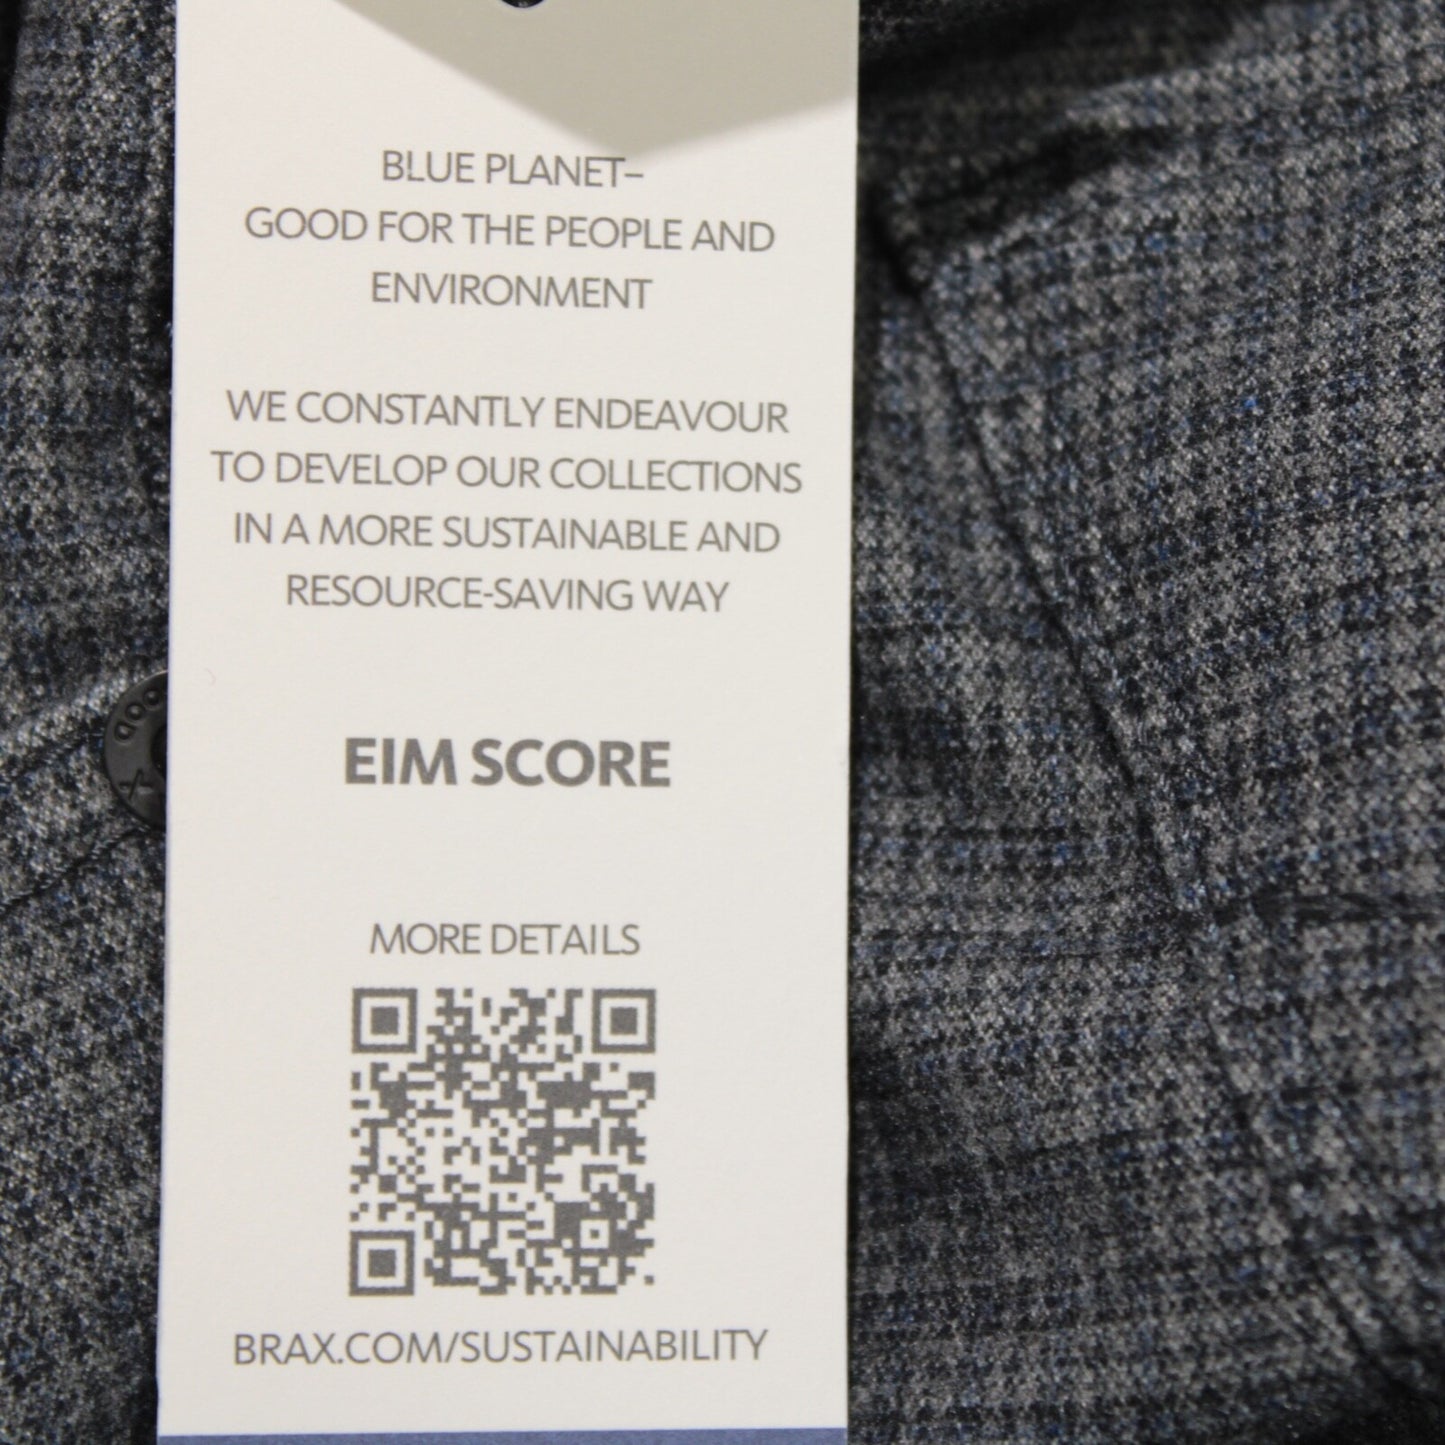 BLUE PLANET–
GOOD FOR THE PEOPLE AND
ENVIRONMENT
WE CONSTANTLY ENDEAVOUR
TO DEVELOP OUR COLLECTIONS
IN A MORE SUSTAINABLE AND
RESOURCE-SAVING WAY
EIM SCORE
MORE DETAILS
BRAX.COM/SUSTAINABILITY